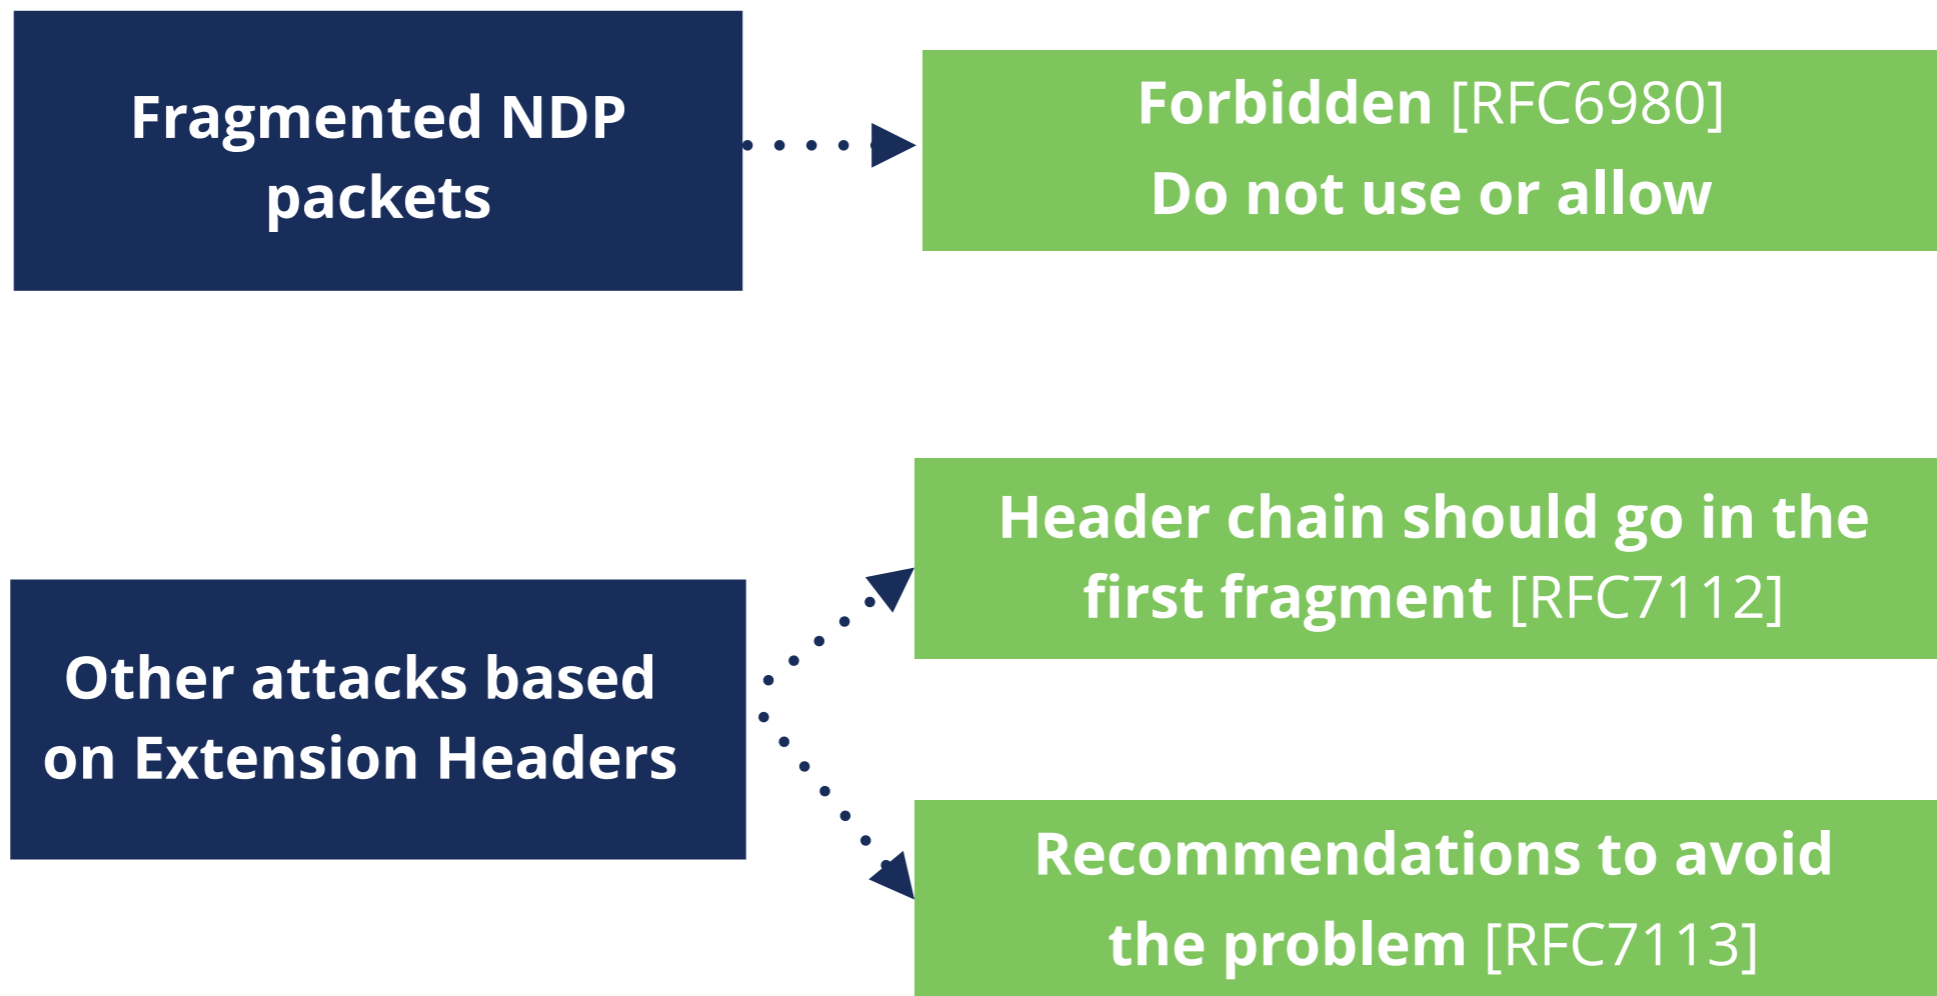 Fragmented NDP
packets
Forbidden [RFC6980]
Do not use or allow
Other attacks based
on Extension Headers
Header chain should go in the
first fragment [RFC7112]
Recommendations to avoid
the problem [RFC7113]